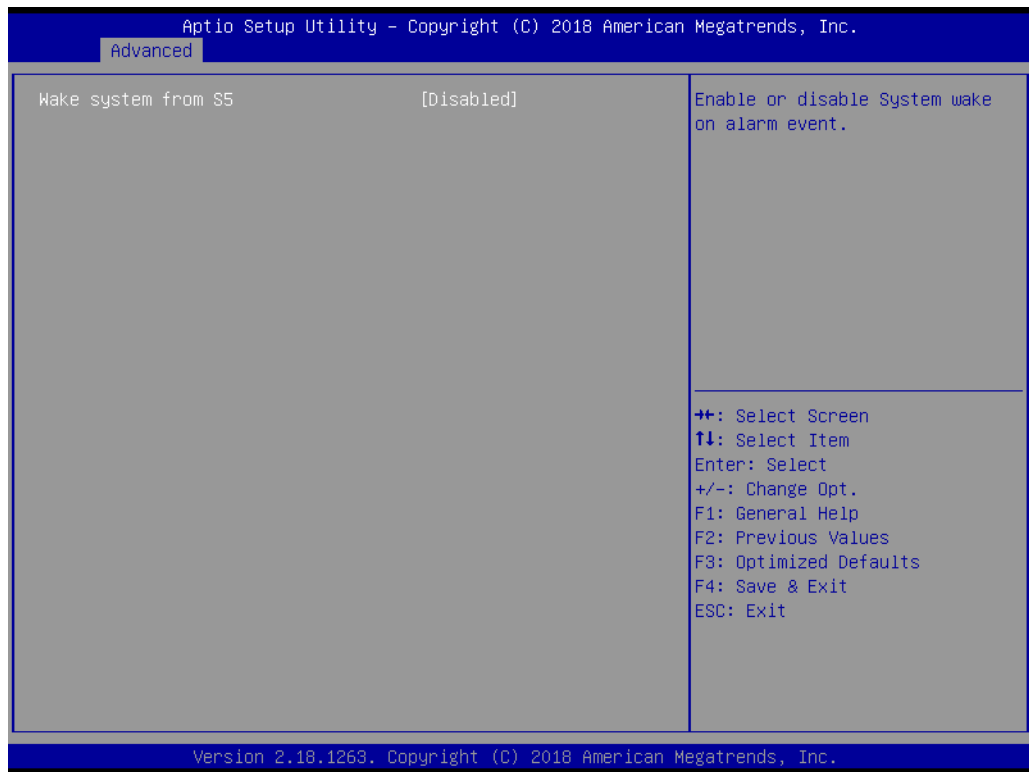 Aptio Setup Utility – Copyright (C) 2018 American Megatrends, Inc.
Advanced
Wake system from S5 [Disabled]
Enable or disable System wake
on alarm event.
→←: Select Screen
↑↓: Select Item
Enter: Select
+/-: Change Opt.
F1: General Help
F2: Previous Values
F3: Optimized Defaults
F4: Save & Exit
ESC: Exit
Version 2.18.1263. Copyright (C) 2018 American Megatrends, Inc.